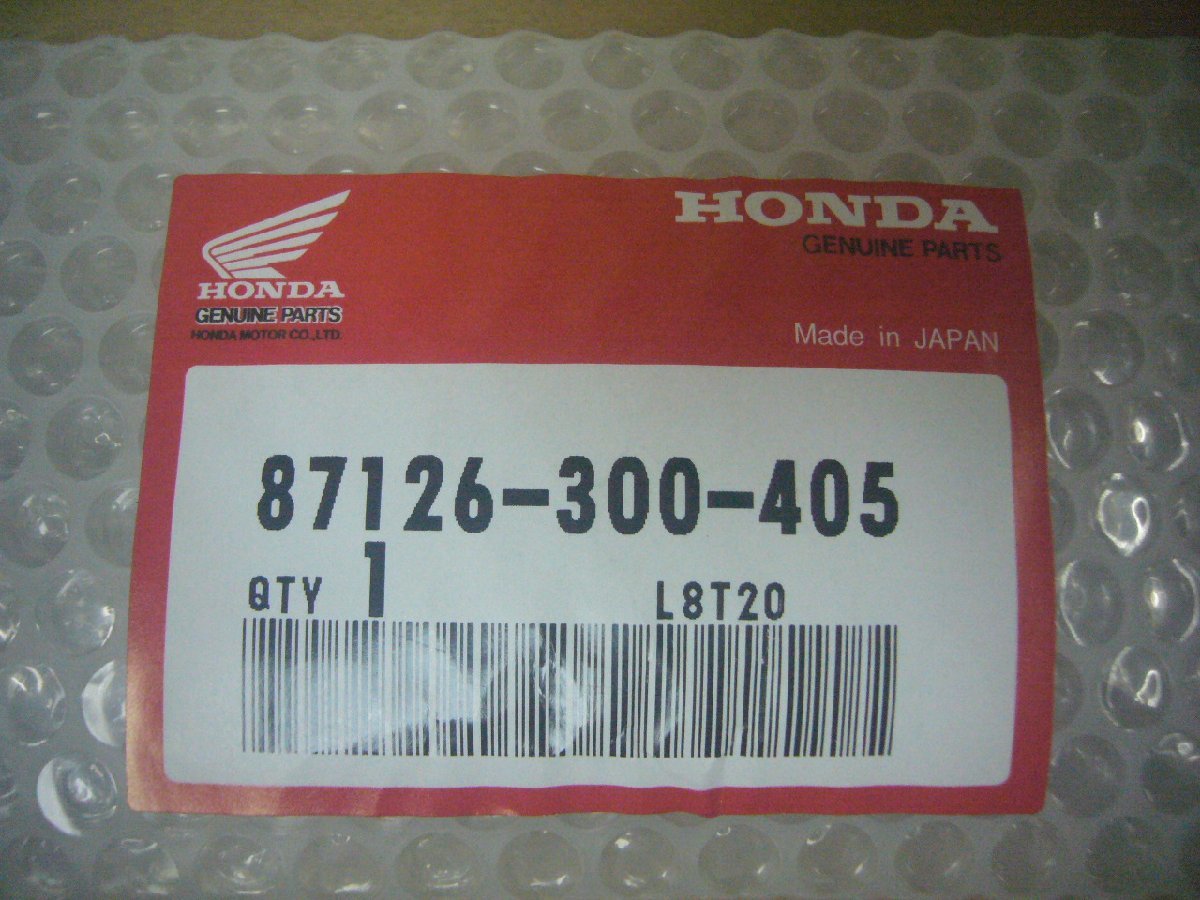 HONDA
GENUINE PARTS
HONDA MOTOR CO.,LTD.
HONDA
GENUINE PARTS
Made in JAPAN
87126-300-405
QTY 1 L8T20